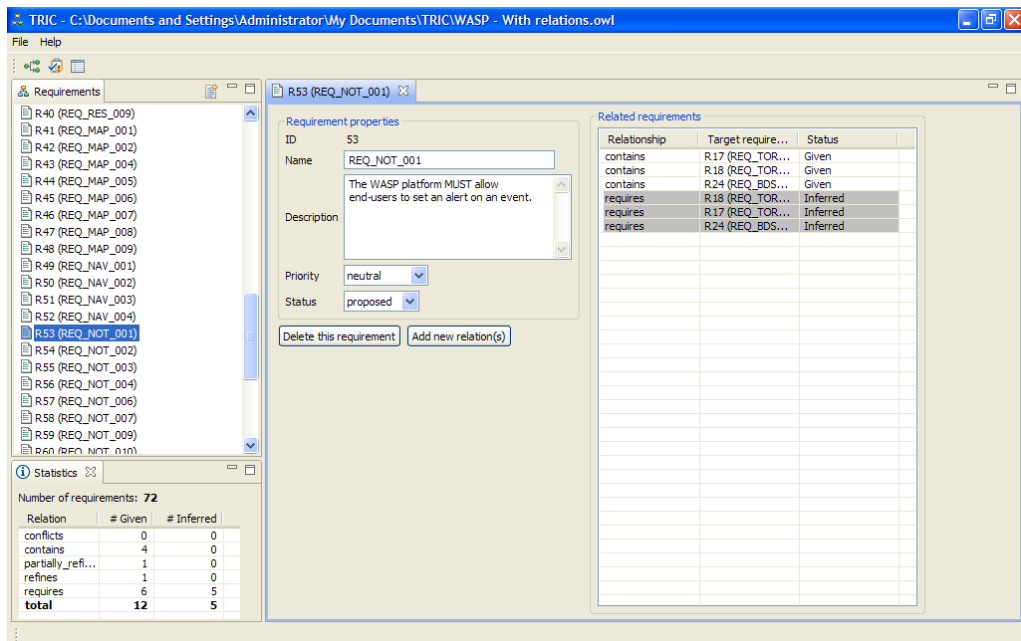 TRIC - C:\Documents and Settings\Administrator\My Documents\TRIC\WASP - With relations.owl
File Help
Requirements
R40 (REQ_RES_009)
R41 (REQ_MAP_001)
R42 (REQ_MAP_002)
R43 (REQ_MAP_004)
R44 (REQ_MAP_005)
R45 (REQ_MAP_006)
R46 (REQ_MAP_007)
R47 (REQ_MAP_008)
R48 (REQ_MAP_009)
R49 (REQ_NAV_001)
R50 (REQ_NAV_002)
R51 (REQ_NAV_003)
R52 (REQ_NAV_004)
R53 (REQ_NOT_001)
R54 (REQ_NOT_002)
R55 (REQ_NOT_003)
R56 (REQ_NOT_004)
R57 (REQ_NOT_006)
R58 (REQ_NOT_007)
R59 (REQ_NOT_009)
R60 (REQ_NOT_010)
Statistics
Number of requirements: 72
Relation # Given # Inferred
conflicts 0 0
contains 4 0
partially_refi... 1 0
refines 1 0
requires 6 5
total 12 5
R53 (REQ_NOT_001)
Requirement properties
ID 53
Name REQ_NOT_001
Description
The WASP platform MUST allow
end-users to set an alert on an event.
Priority neutral
Status proposed
Delete this requirement Add new relation(s)
Related requirements
Relationship Target require... Status
contains R17 (REQ_TOR... Given
contains R18 (REQ_TOR... Given
contains R24 (REQ_BDS... Given
requires R18 (REQ_TOR... Inferred
requires R17 (REQ_TOR... Inferred
requires R24 (REQ_BDS... Inferred